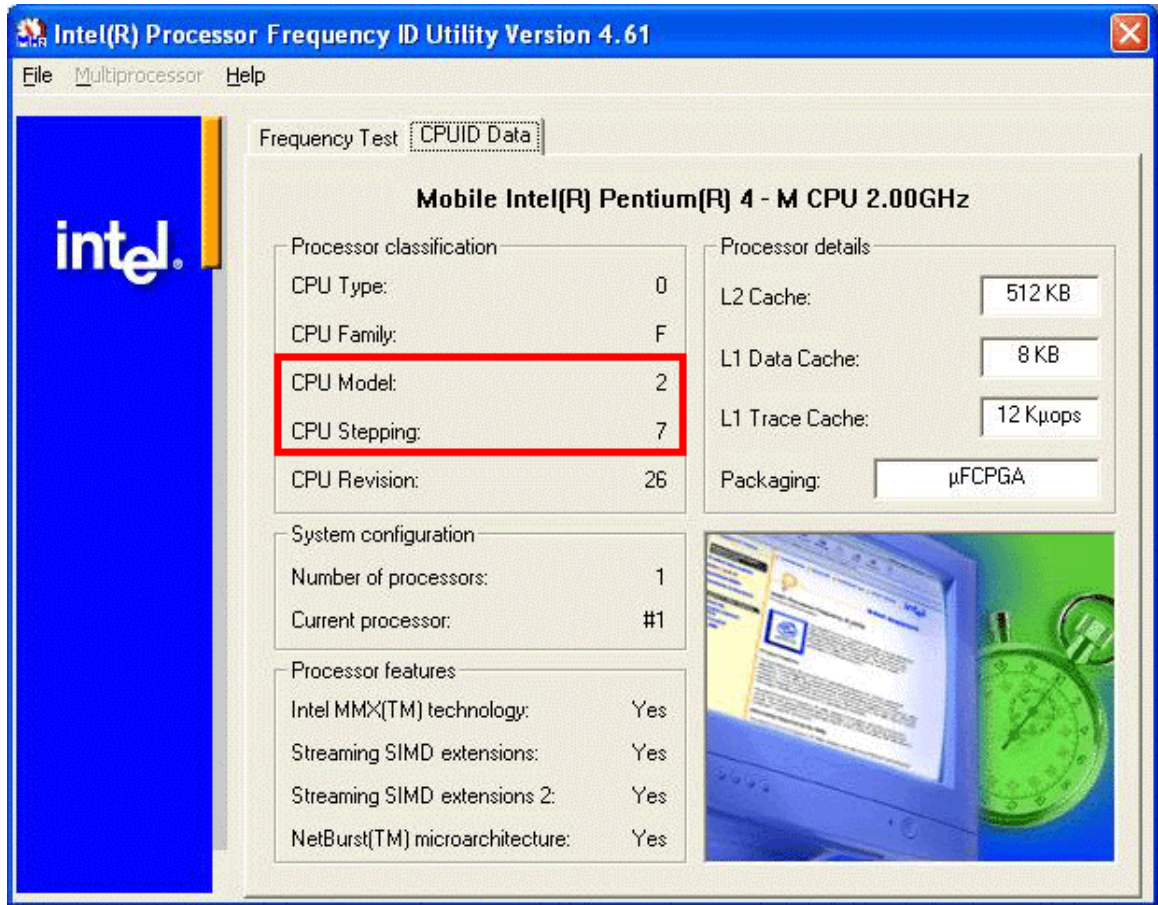 Intel(R) Processor Frequency ID Utility Version 4.61
File Multiprocessor Help
Frequency Test CPUID Data
intel.
Mobile Intel(R) Pentium(R) 4 - M CPU 2.00GHz
Processor classification
CPU Type: 0
CPU Family: F
CPU Model: 2
CPU Stepping: 7
CPU Revision: 26
Processor details
L2 Cache: 512 KB
L1 Data Cache: 8 KB
L1 Trace Cache: 12 Kµops
Packaging: µFCPGA
System configuration
Number of processors: 1
Current processor: #1
Processor features
Intel MMX(TM) technology: Yes
Streaming SIMD extensions: Yes
Streaming SIMD extensions 2: Yes
NetBurst(TM) microarchitecture: Yes